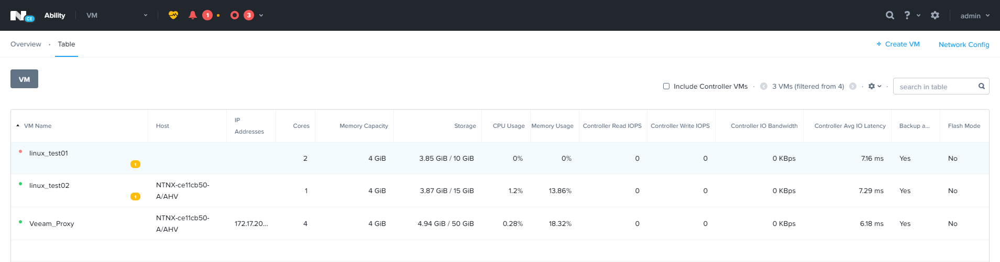 N CE Ability VM 1 3 ? admin
Overview · Table + Create VM Network Config
VM
Include Controller VMs · 3 VMs (filtered from 4) · · search in table
VM Name Host IP Addresses Cores Memory Capacity Storage CPU Usage Memory Usage Controller Read IOPS Controller Write IOPS Controller IO Bandwidth Controller Avg IO Latency Backup a... Flash Mode
linux_test01 1 2 4 GiB 3.85 GiB / 10 GiB 0% 0% 0 0 0 KBps 7.16 ms Yes No
linux_test02 1 NTNX-ce11cb50-A/AHV 1 4 GiB 3.87 GiB / 15 GiB 1.2% 13.86% 0 0 0 KBps 7.29 ms Yes No
Veeam_Proxy NTNX-ce11cb50-A/AHV 172.17.20... 4 4 GiB 4.94 GiB / 50 GiB 0.28% 18.32% 0 0 0 KBps 6.18 ms Yes No